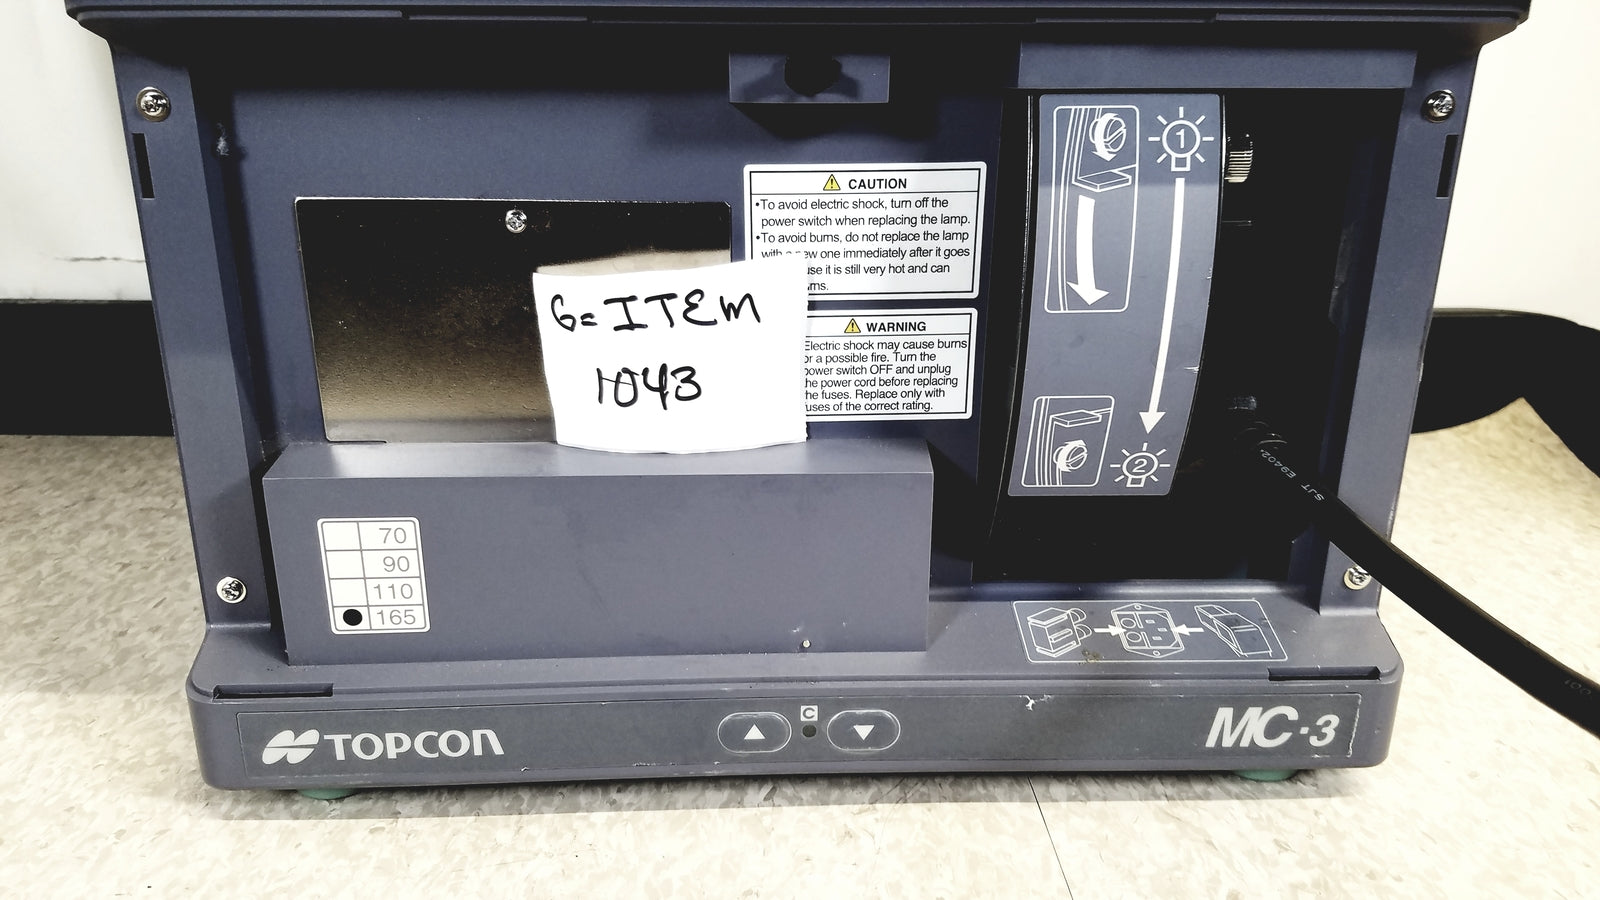 CAUTION
•To avoid electric shock, turn off the
power switch when replacing the lamp.
•To avoid burns, do not replace the lamp
with a new one immediately after it goes
use it is still very hot and can
rns.
G= ITEM
1043
WARNING
Electric shock may cause burns
or a possible fire. Turn the
power switch OFF and unplug
the power cord before replacing
the fuses. Replace only with
fuses of the correct rating.
1
2
SJT E9402
70
90
110
165
TOPCON
C
MC-3